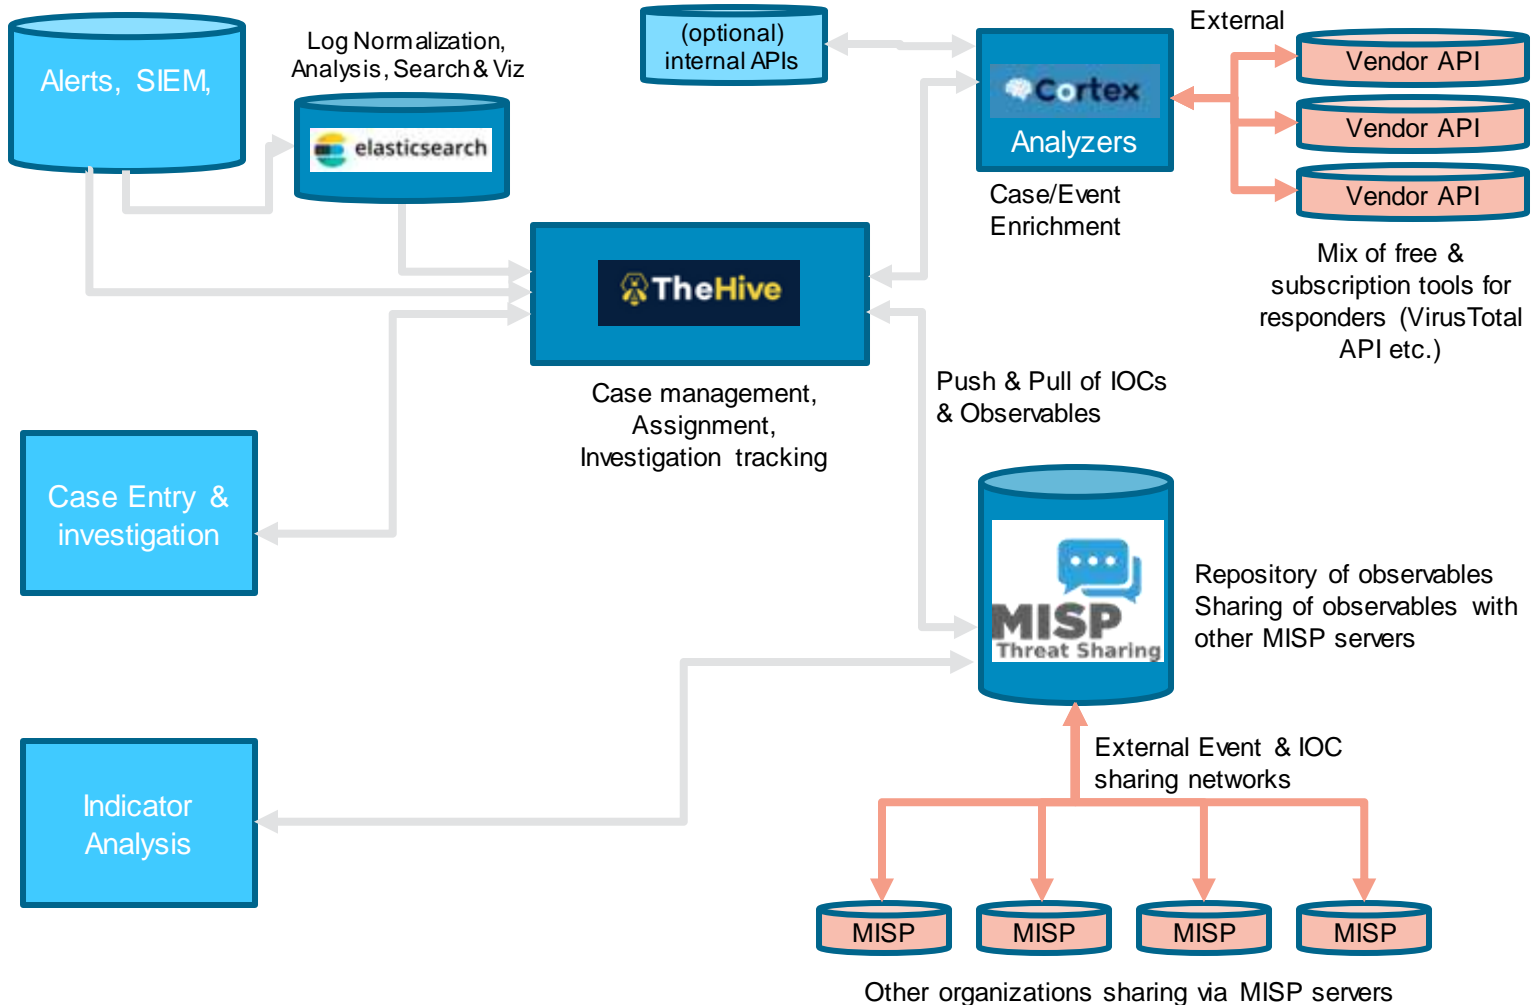 Alerts, SIEM,
Log Normalization,
Analysis, Search & Viz
elasticsearch
(optional)
internal APIs
Cortex
Analyzers
Case/Event
Enrichment
External
Vendor API
Vendor API
Vendor API
Mix of free &
subscription tools for
responders (VirusTotal
API etc.)
TheHive
Case management,
Assignment,
Investigation tracking
Push & Pull of IOCs
& Observables
Case Entry &
investigation
MISP
Threat Sharing
Repository of observables
Sharing of observables with
other MISP servers
Indicator
Analysis
External Event & IOC
sharing networks
MISP
MISP
MISP
MISP
Other organizations sharing via MISP servers